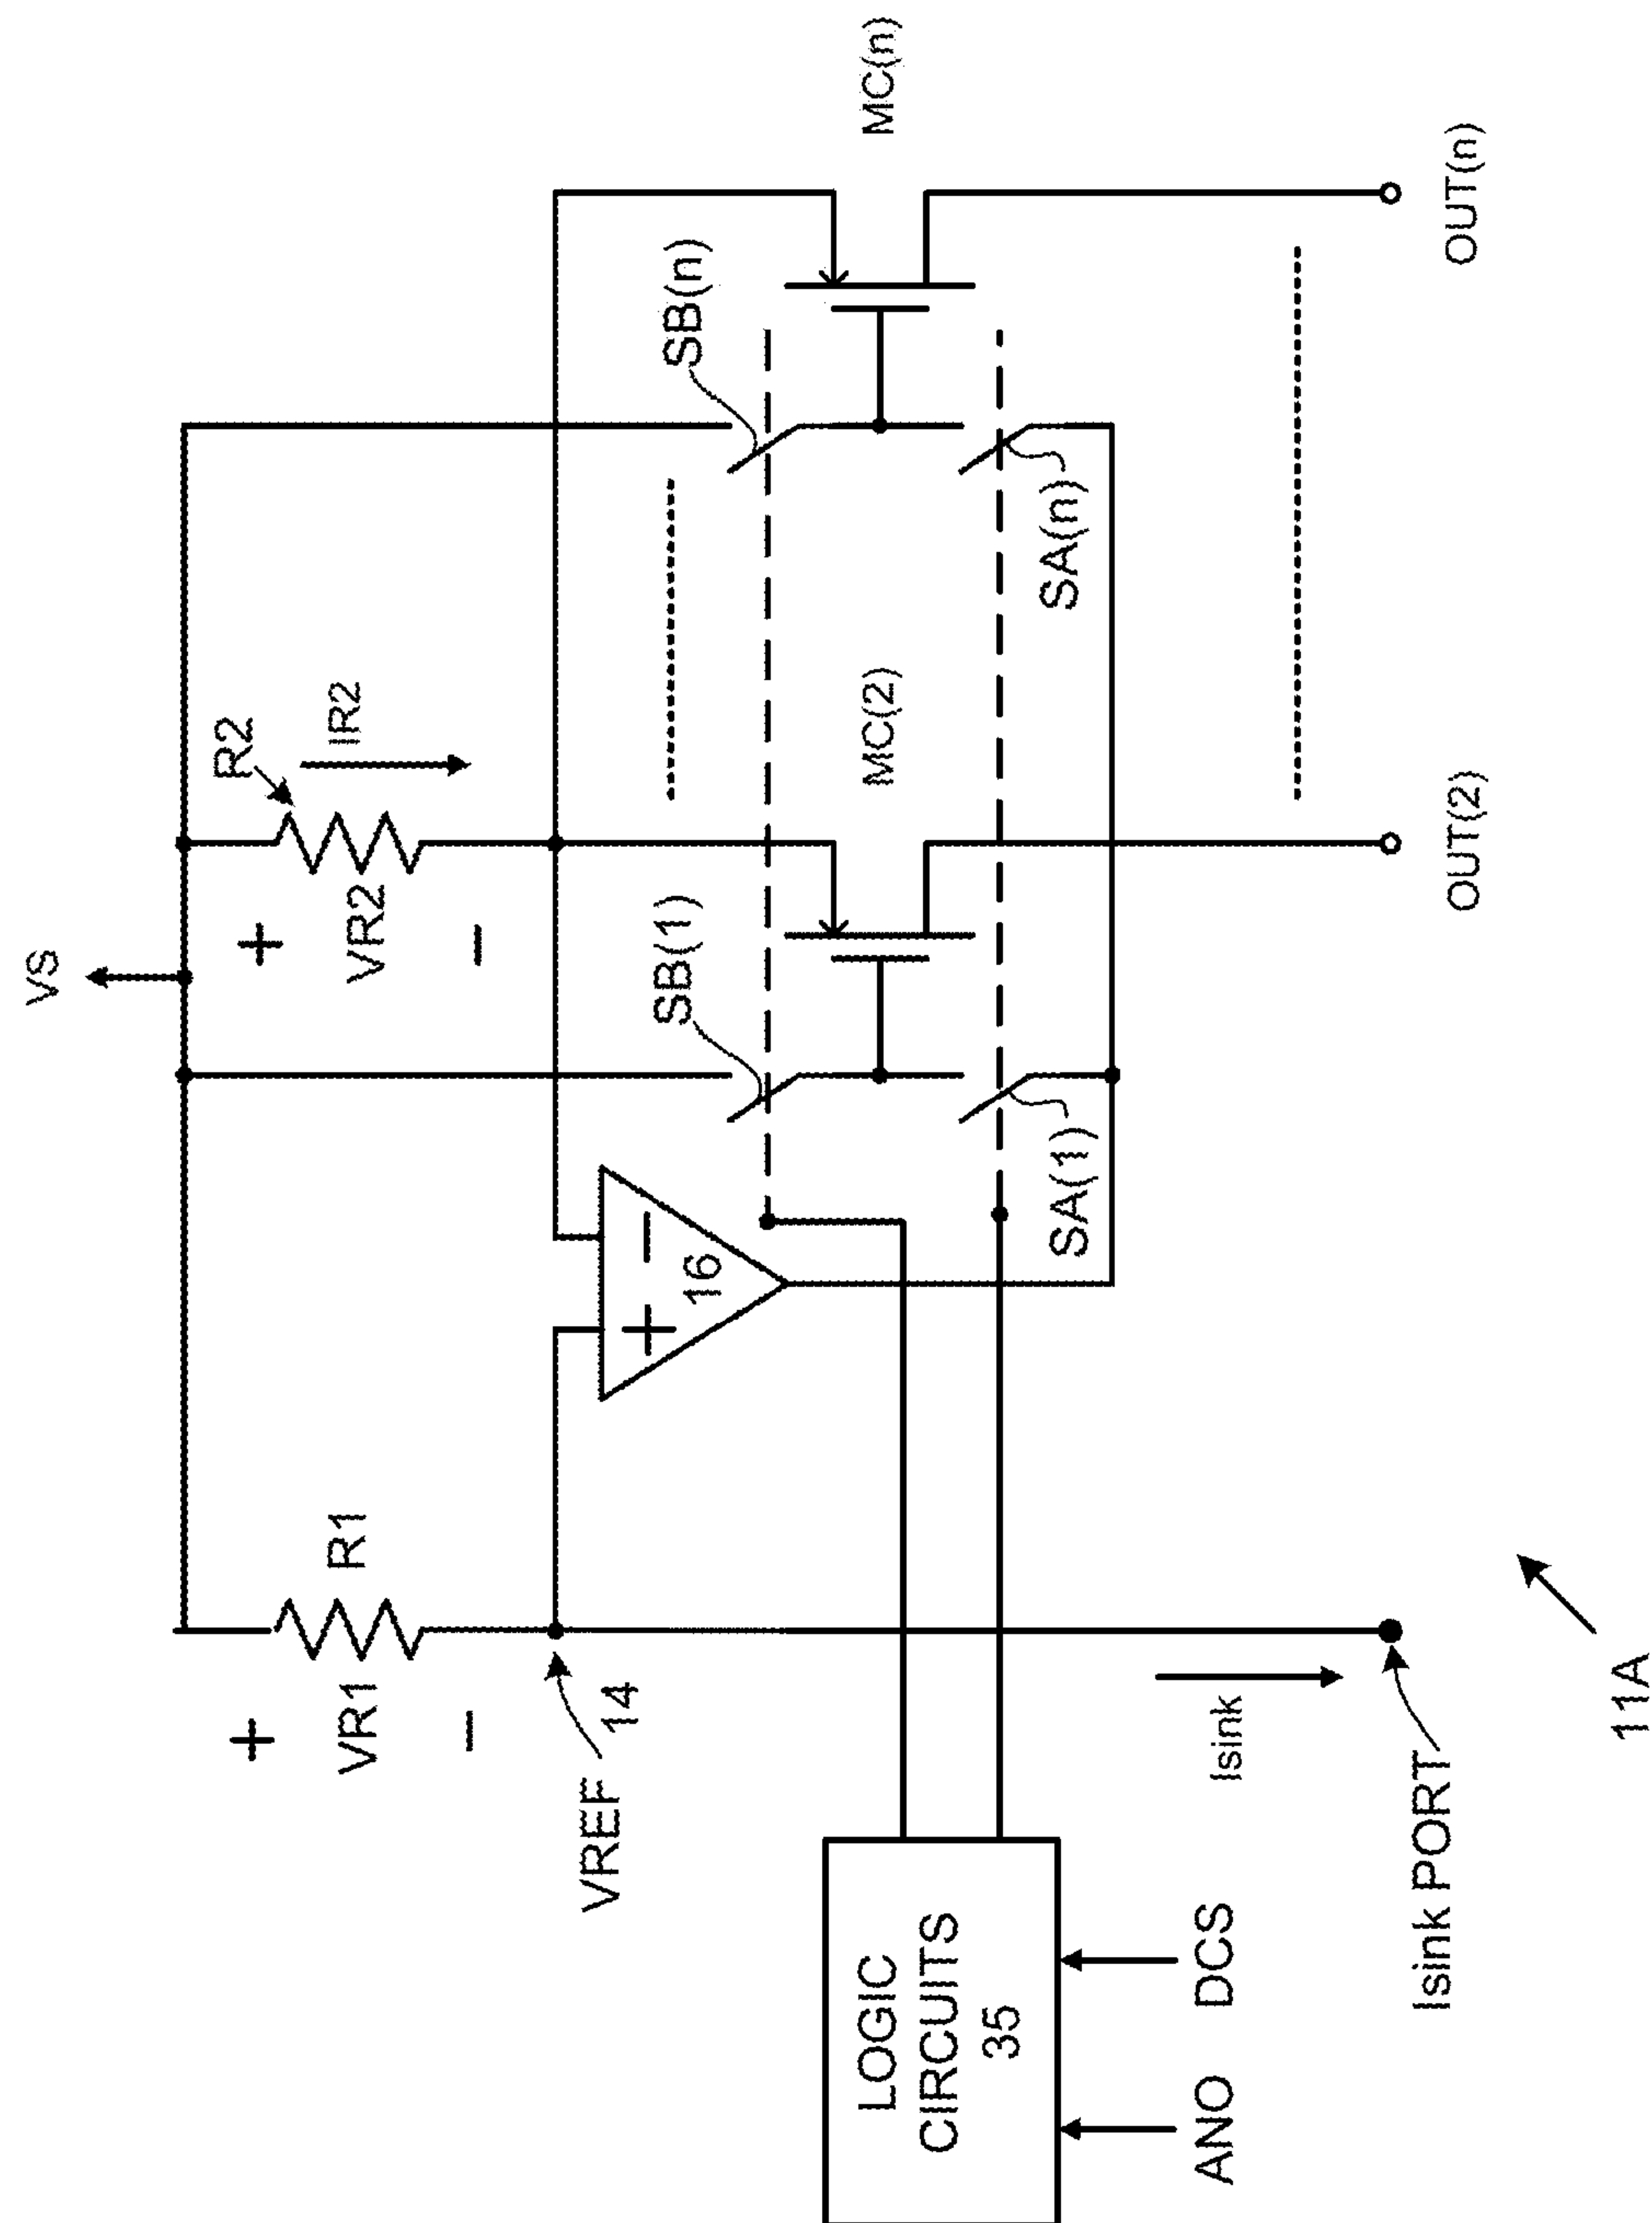 VS
R2
IR2
+
VR2
−
+
VR1
−
R1
VREF
14
+
−
16
SB(1)
SB(n)
MC(2)
MC(n)
SA(1)
SA(n)
LOGIC
CIRCUITS
35
ANO
DCS
Isink
Isink PORT
OUT(2)
OUT(n)
11A